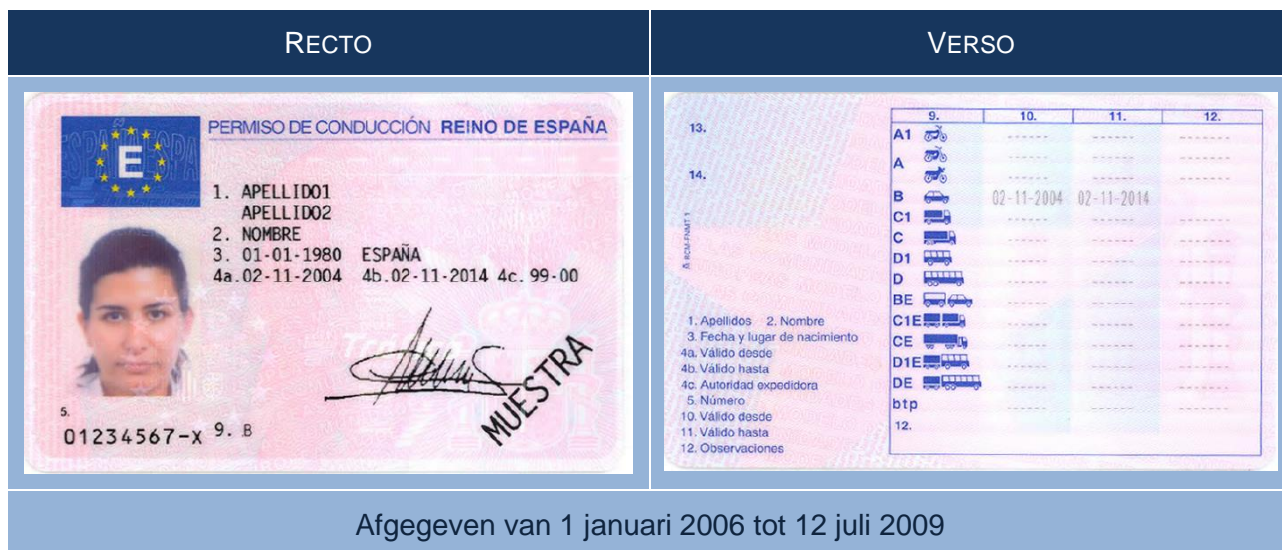 RECTO
VERSO
E
PERMISO DE CONDUCCIÓN REINO DE ESPAÑA
1. APELLIDO1
APELLIDO2
2. NOMBRE
3. 01-01-1980 ESPAÑA
4a.02-11-2004 4b.02-11-2014 4c.99-00
MUESTRA
5.
01234567-X 9. B
13.
14.
1. Apellidos 2. Nombre
3. Fecha y lugar de nacimiento
4a. Válido desde
4b. Válido hasta
4c. Autoridad expedidora
5. Número
10. Válido desde
11. Válido hasta
12. Observaciones
9. 10. 11. 12.
A1
A
B 02-11-2004 02-11-2014
C1
C
D1
D
BE
C1E
CE
D1E
DE
btp
12.
Afgegeven van 1 januari 2006 tot 12 juli 2009